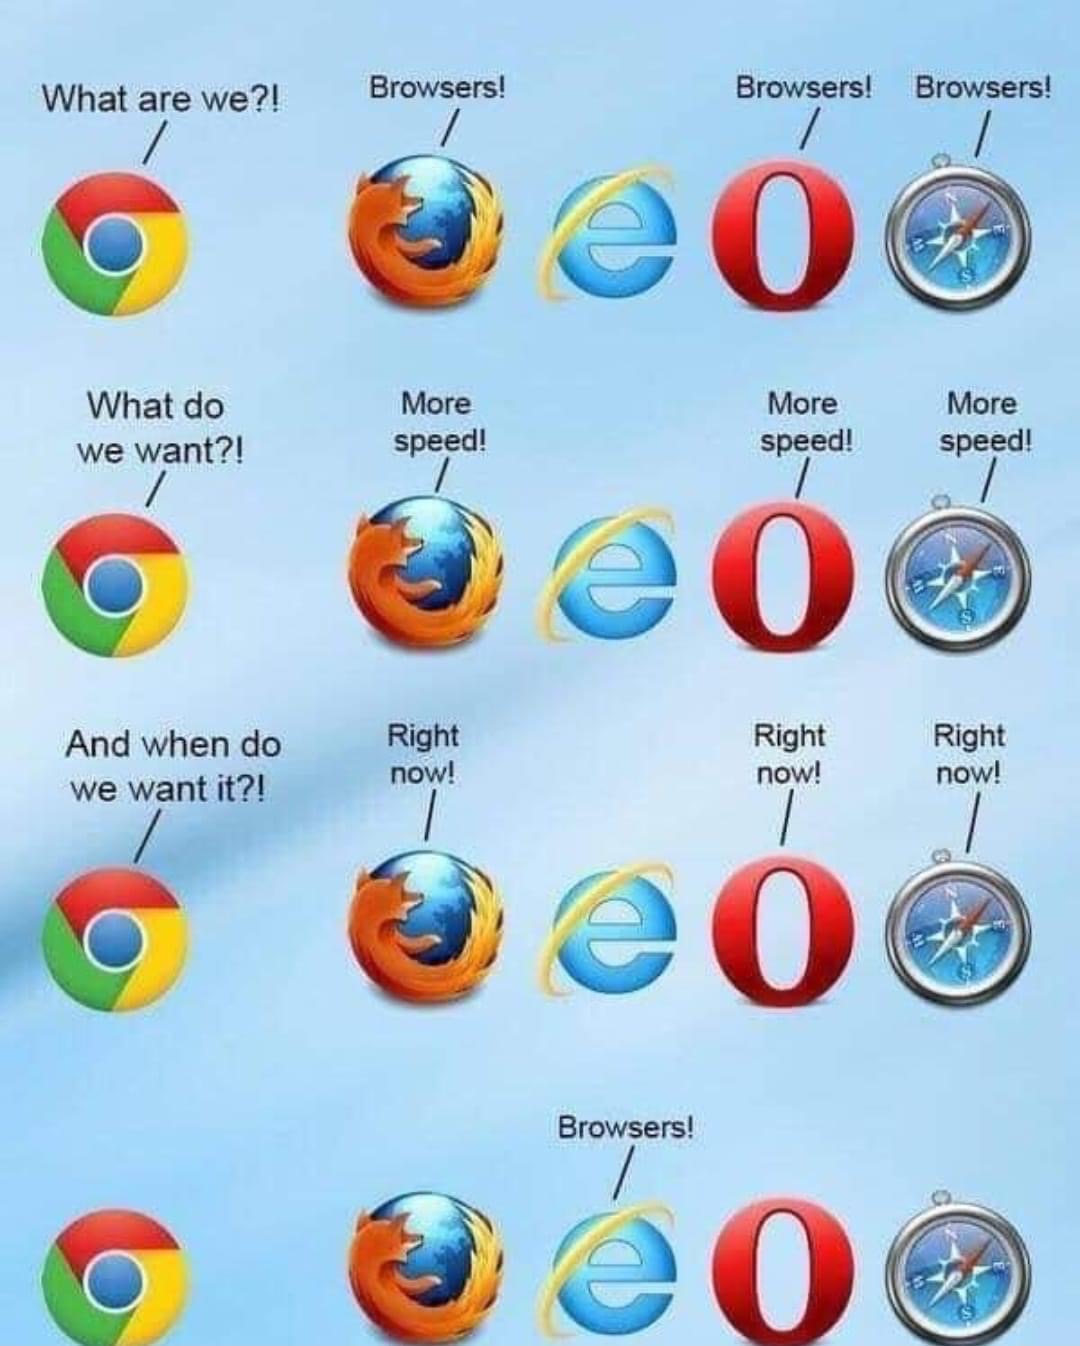 What are we?!
Browsers!
Browsers!
Browsers!
What do
we want?!
More
speed!
More
speed!
More
speed!
And when do
we want it?!
Right
now!
Right
now!
Right
now!
Browsers!